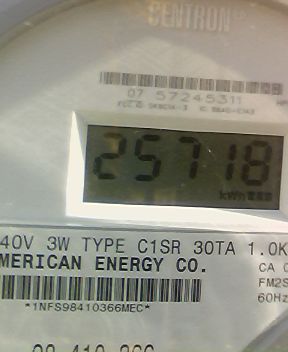 CENTRON
07 57245311
25718
kWh
40V 3W TYPE C1SR 30TA 1.0K
MERICAN ENERGY CO.
CA 0
FM2S
60Hz
*1NFS98410366MEC*